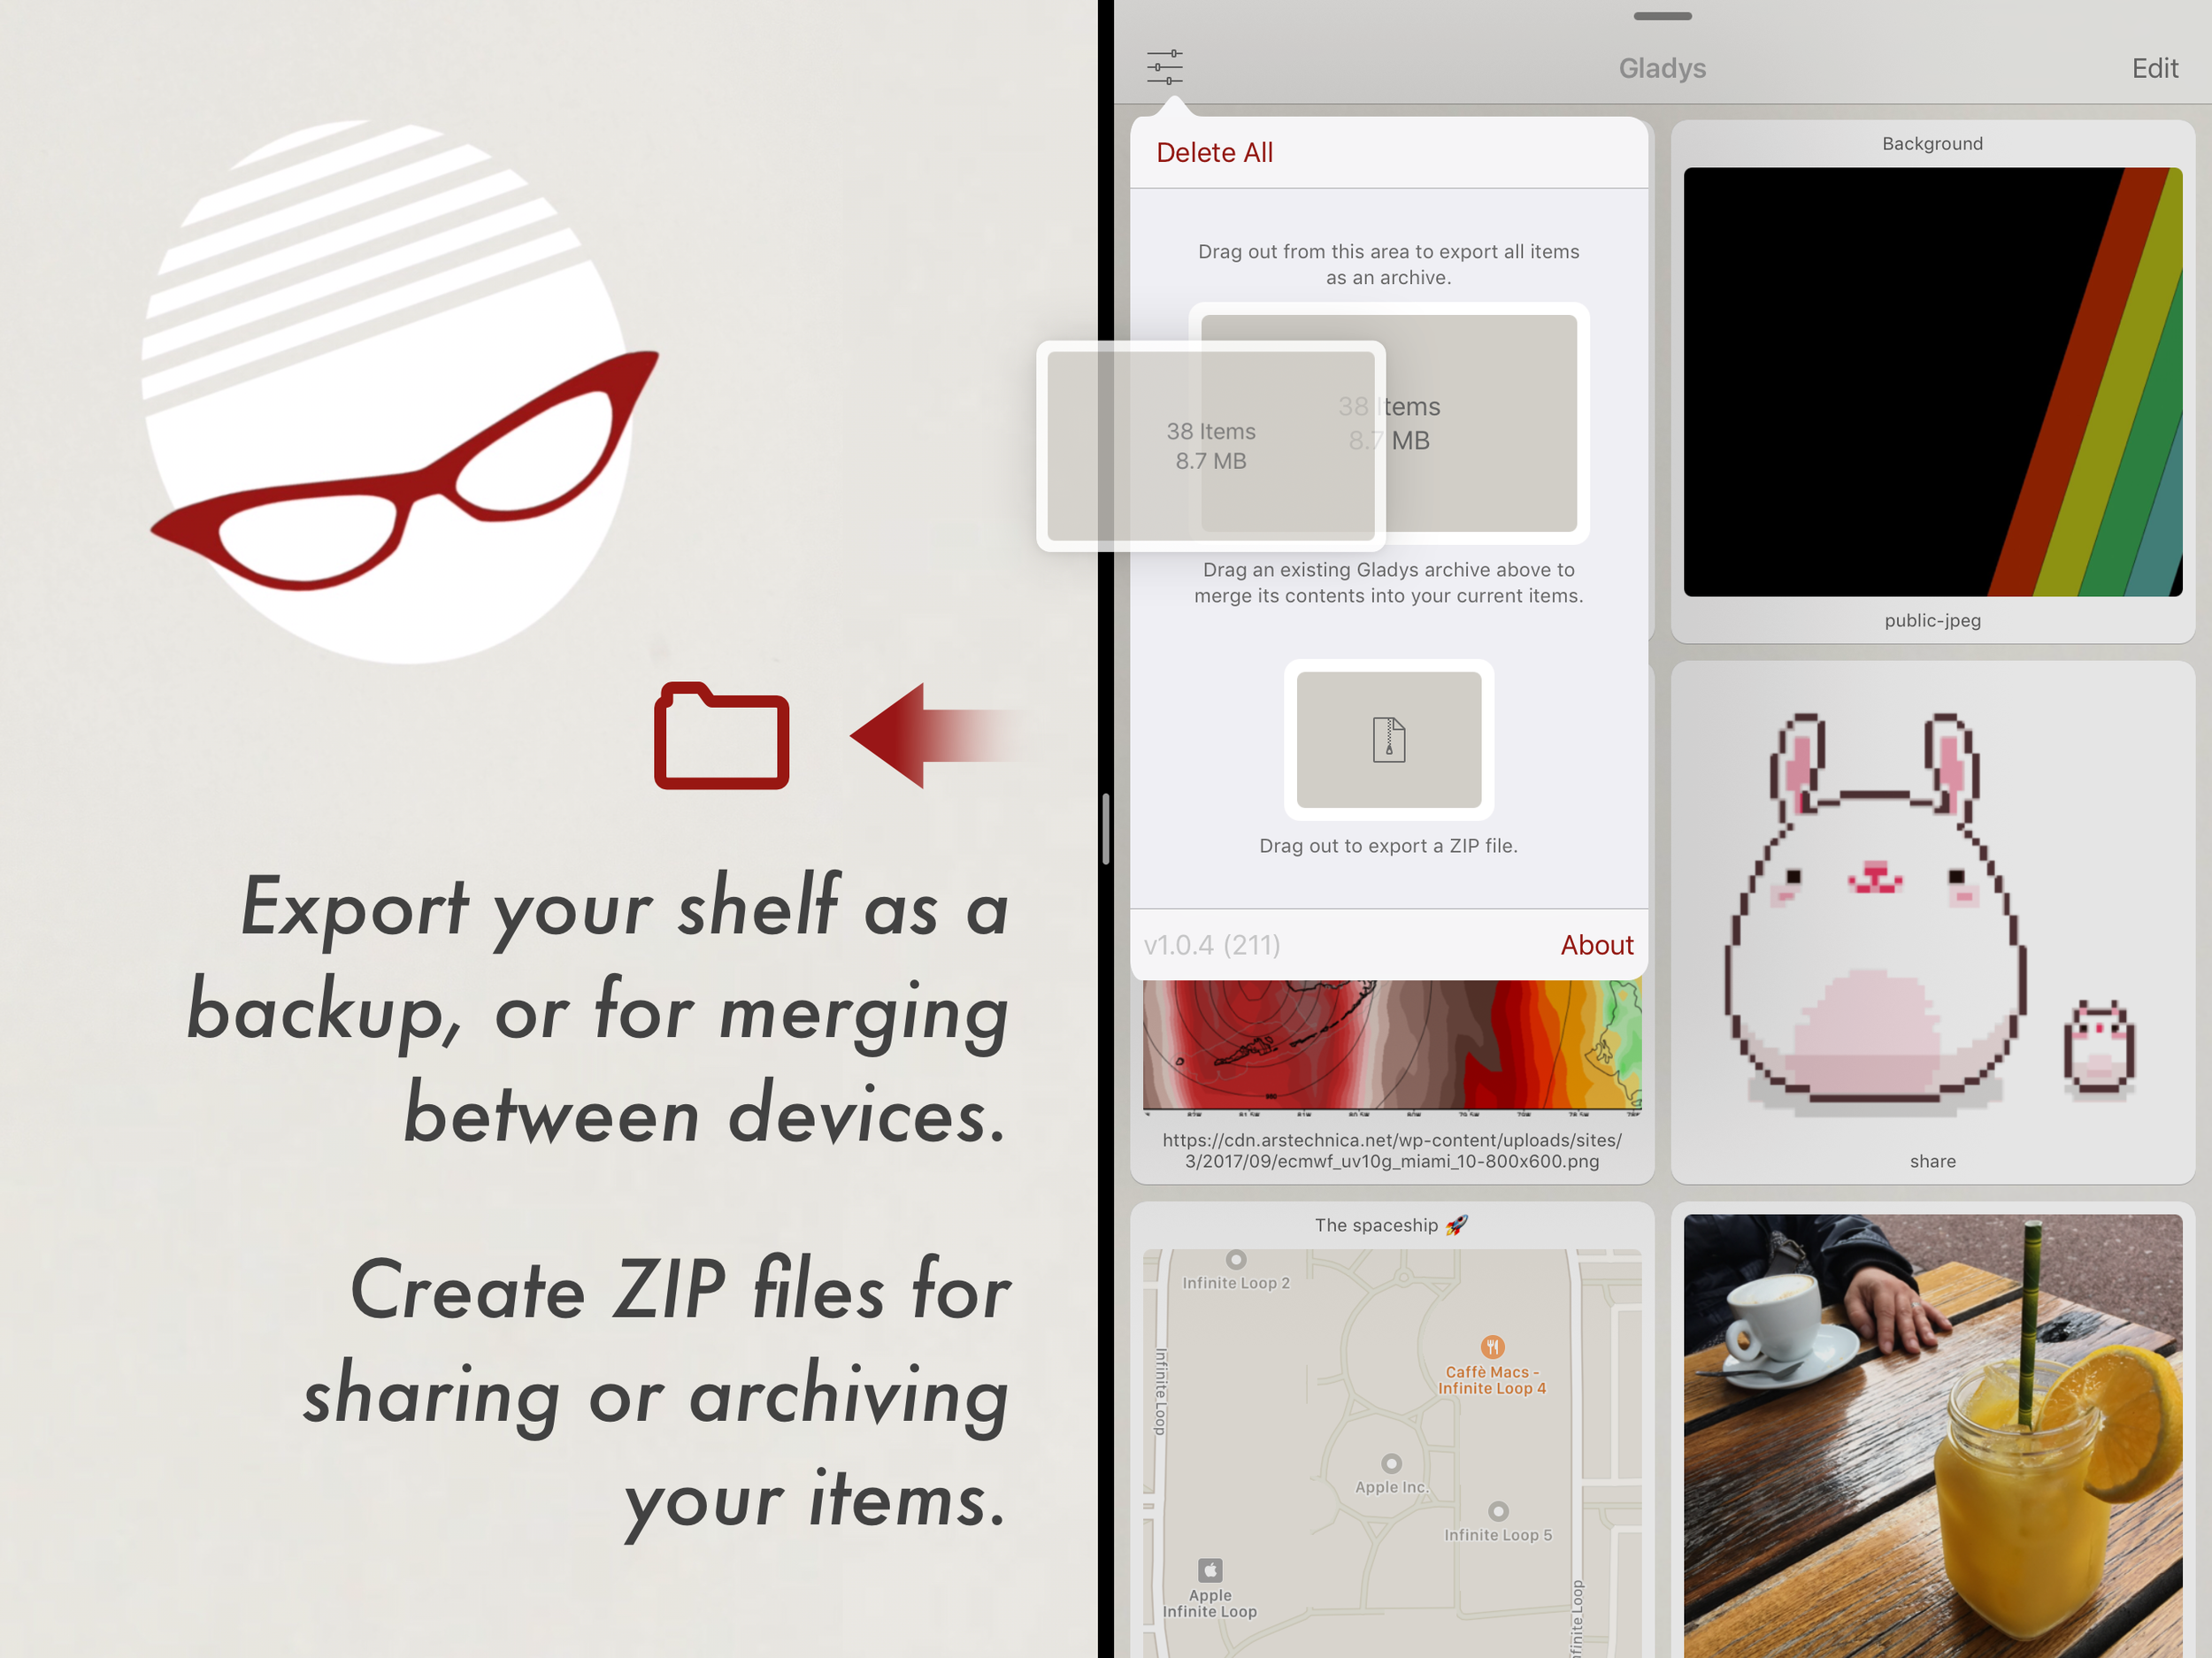 Export your shelf as a
backup, or for merging
between devices.
Create ZIP files for
sharing or archiving
your items.
Gladys
Edit
Delete All
Drag out from this area to export all items
as an archive.
38 Items
8.7 MB
38 Items
8.7 MB
Drag an existing Gladys archive above to
merge its contents into your current items.
Drag out to export a ZIP file.
v1.0.4 (211)
About
Background
public-jpeg
https://cdn.arstechnica.net/wp-content/uploads/sites/
3/2017/09/ecmwf_uv10g_miami_10-800x600.png
share
The spaceship 🚀
Infinite Loop 2
Infinite Loop
Caffè Macs -
Infinite Loop 4
Apple Inc.
Infinite Loop 5
Apple
Infinite Loop
Infinite Loop